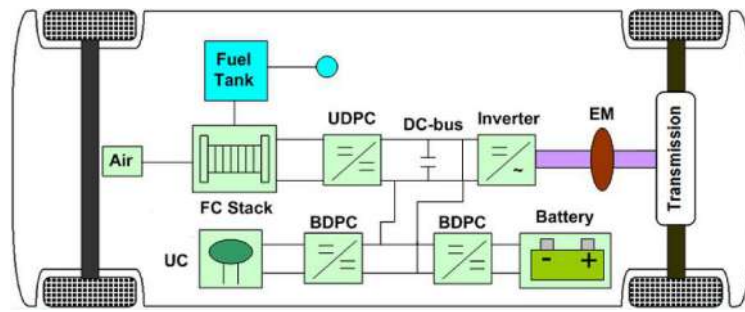 Fuel
Tank
UDPC
DC-bus
Inverter
EM
Air
~
FC Stack
Transmission
BDPC
BDPC
Battery
UC
- +